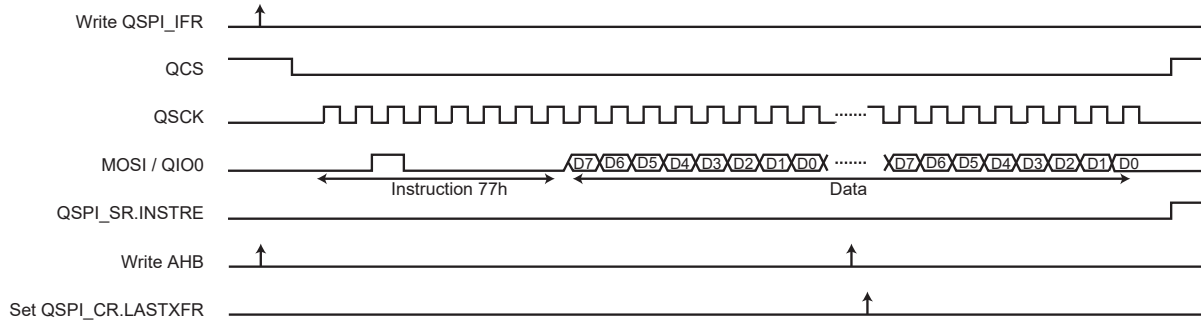 Write QSPI_IFR
QCS
QSCK
MOSI / QIO0
D7 D6 D5 D4 D3 D2 D1 D0 D7 D6 D5 D4 D3 D2 D1 D0
Instruction 77h Data
QSPI_SR.INSTRE
Write AHB
Set QSPI_CR.LASTXFR